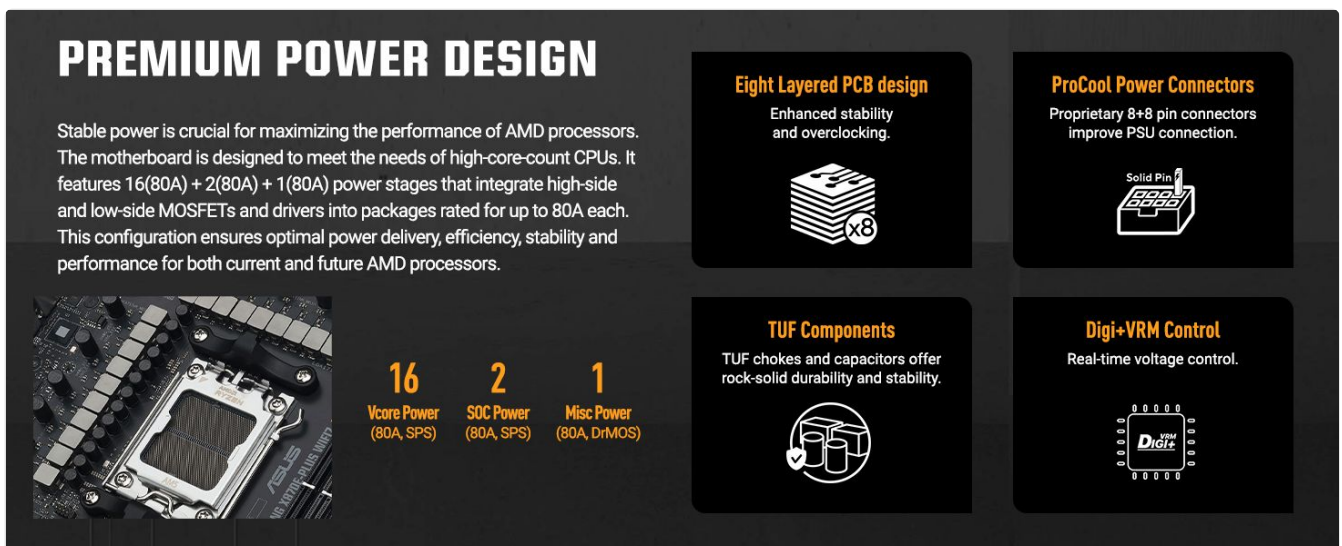 PREMIUM POWER DESIGN
Stable power is crucial for maximizing the performance of AMD processors.
The motherboard is designed to meet the needs of high-core-count CPUs. It
features 16(80A) + 2(80A) + 1(80A) power stages that integrate high-side
and low-side MOSFETs and drivers into packages rated for up to 80A each.
This configuration ensures optimal power delivery, efficiency, stability and
performance for both current and future AMD processors.
RYZEN
AM5
ASUS
X870E-PLUS WIFI7
16
Vcore Power
(80A, SPS)
2
SOC Power
(80A, SPS)
1
Misc Power
(80A, DrMOS)
Eight Layered PCB design
Enhanced stability
and overclocking.
x8
ProCool Power Connectors
Proprietary 8+8 pin connectors
improve PSU connection.
Solid Pin
TUF Components
TUF chokes and capacitors offer
rock-solid durability and stability.
Digi+VRM Control
Real-time voltage control.
DIGI+ VRM